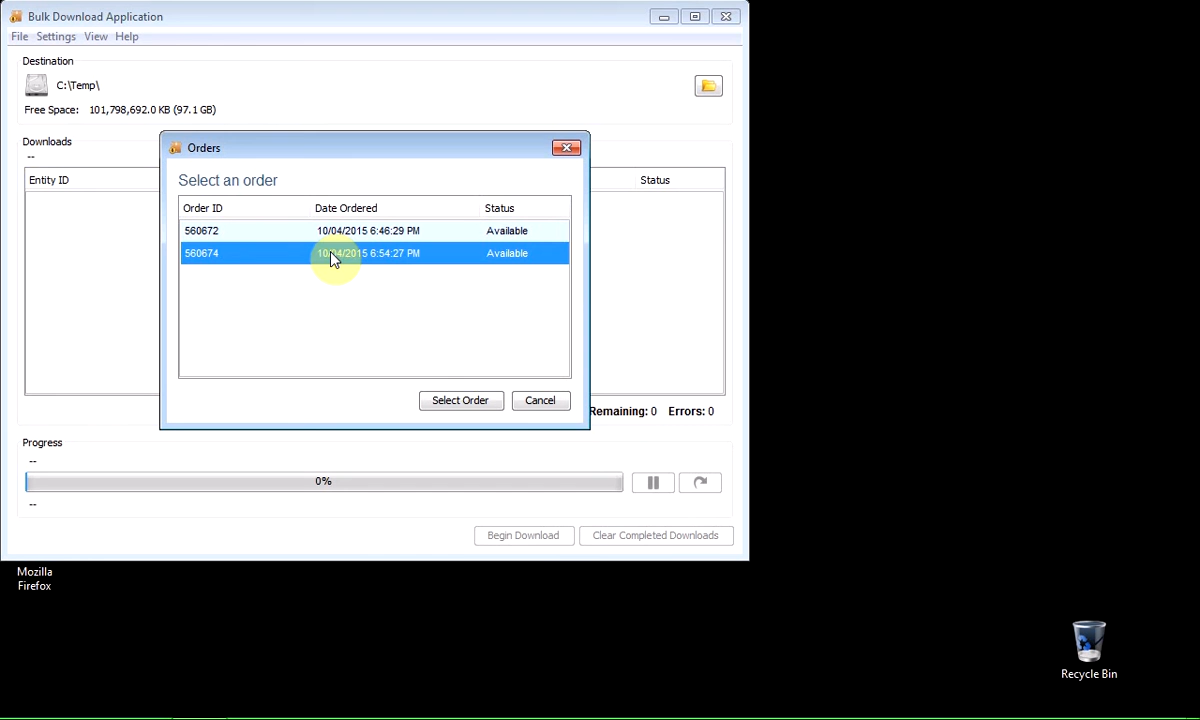 Bulk Download Application
File Settings View Help
Destination
C:\Temp\
Free Space: 101,798,692.0 KB (97.1 GB)
Downloads
--
Entity ID
Status
Orders
Select an order
Order ID Date Ordered Status
560672 10/04/2015 6:46:29 PM Available
560674 10/04/2015 6:54:27 PM Available
Select Order Cancel
Remaining: 0 Errors: 0
Progress
--
0%
--
Begin Download Clear Completed Downloads
Mozilla
Firefox
Recycle Bin